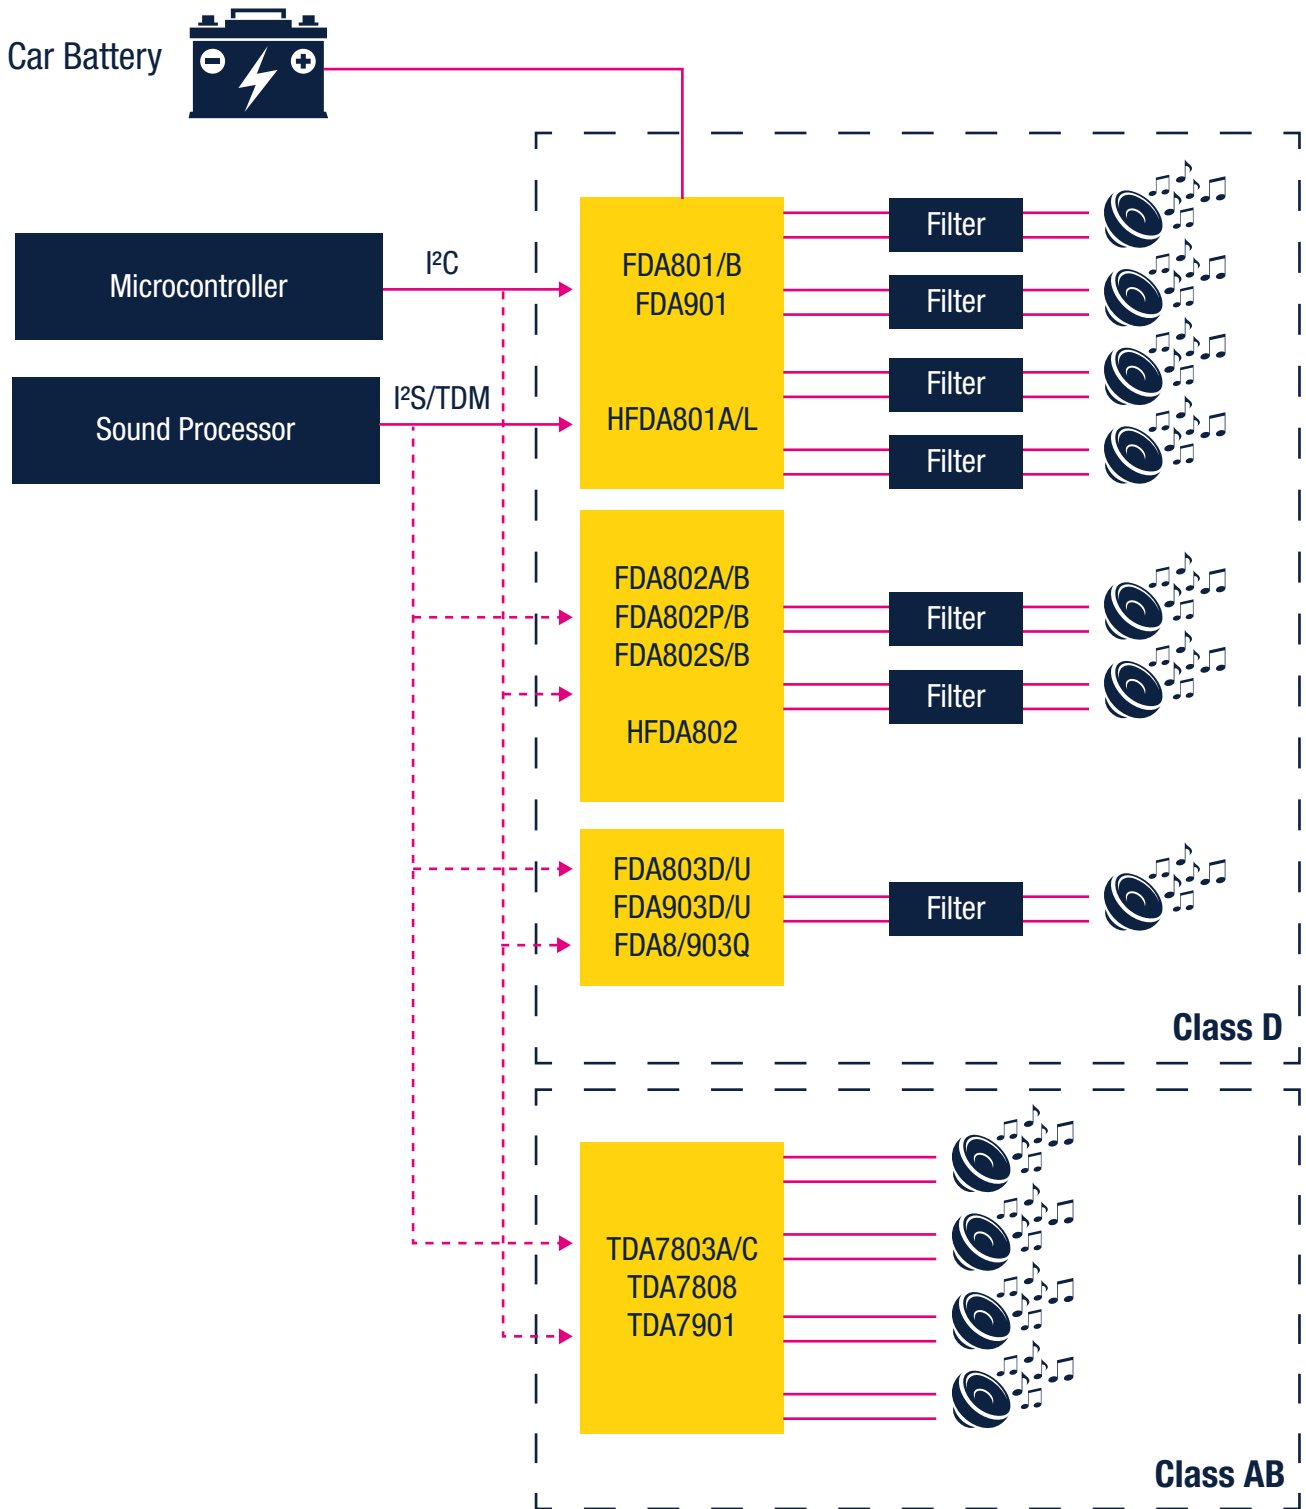 Car Battery
Microcontroller
I²C
Sound Processor
I²S/TDM
FDA801/B
FDA901
HFDA801A/L
Filter
Filter
Filter
Filter
FDA802A/B
FDA802P/B
FDA802S/B
HFDA802
Filter
Filter
FDA803D/U
FDA903D/U
FDA8/903Q
Filter
Class D
TDA7803A/C
TDA7808
TDA7901
Class AB